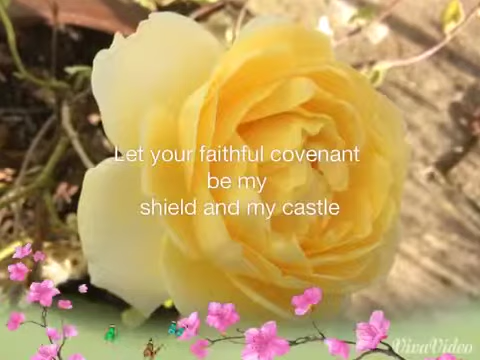 Let your faithful covenant
be my
shield and my castle
VivaVideo